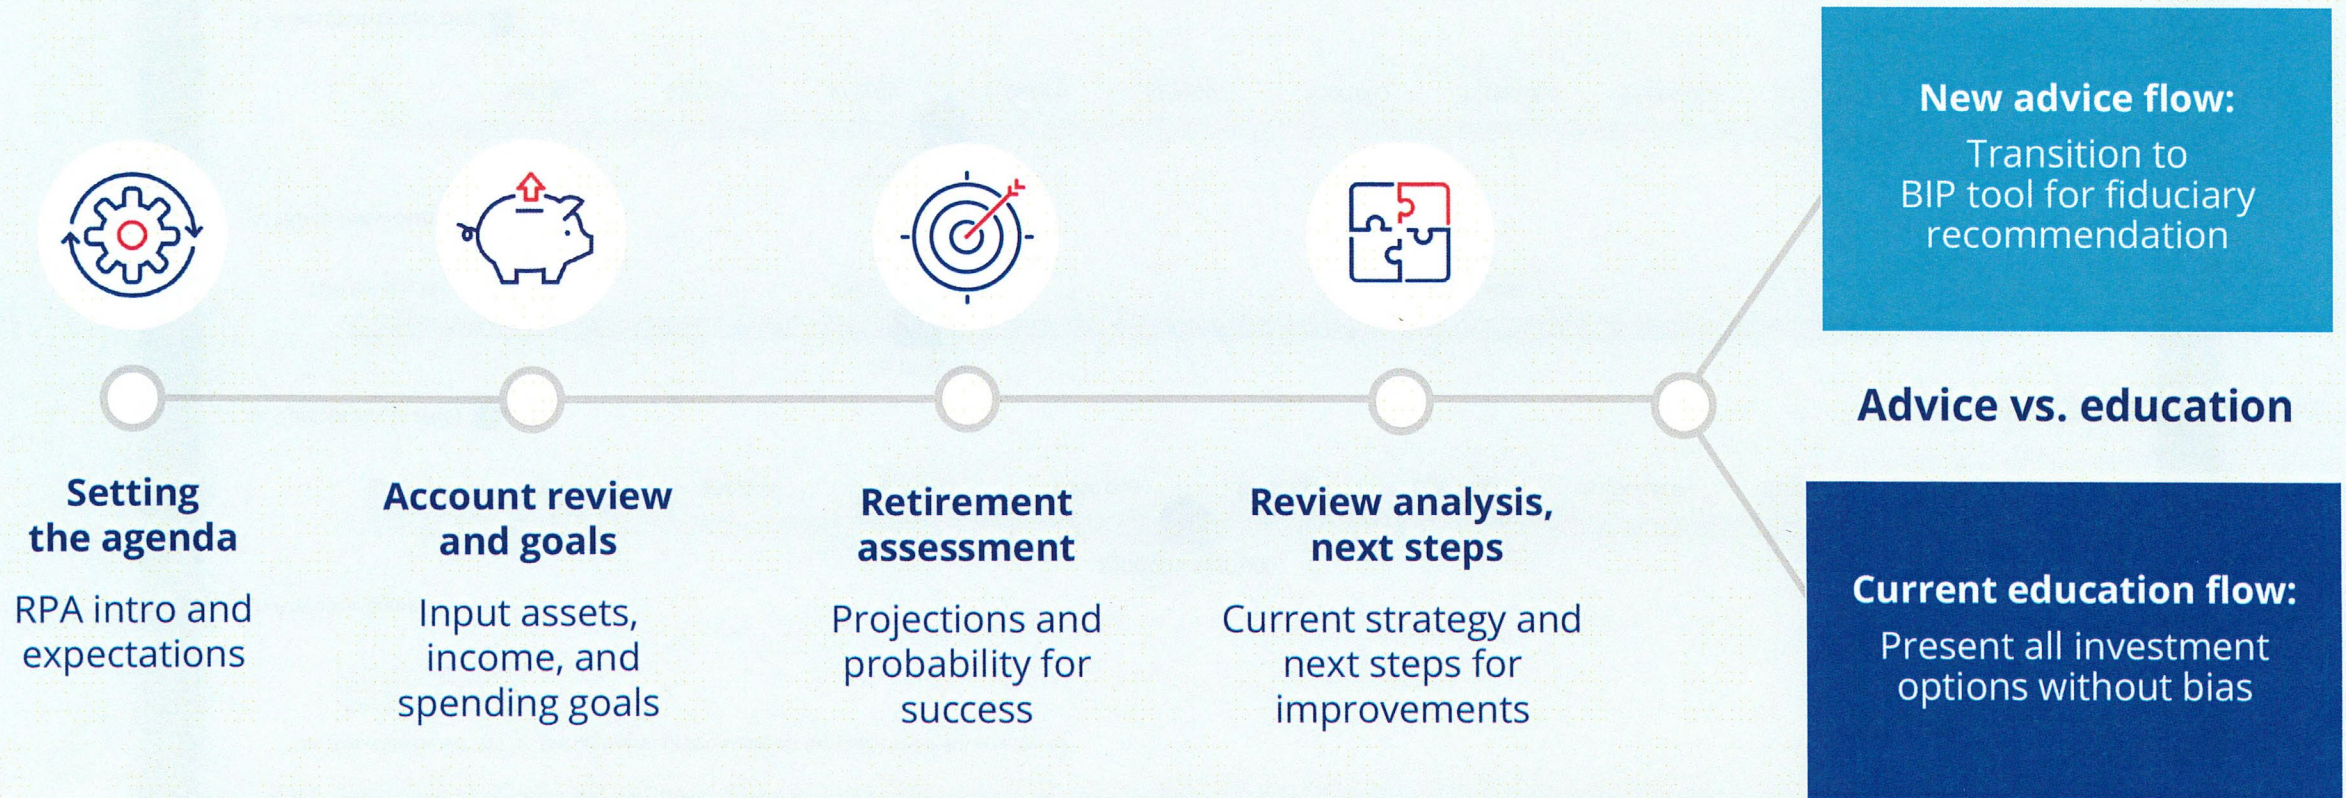 Setting
the agenda
RPA intro and
expectations
Account review
and goals
Input assets,
income, and
spending goals
Retirement
assessment
Projections and
probability for
success
Review analysis,
next steps
Current strategy and
next steps for
improvements
New advice flow:
Transition to
BIP tool for fiduciary
recommendation
Advice vs. education
Current education flow:
Present all investment
options without bias